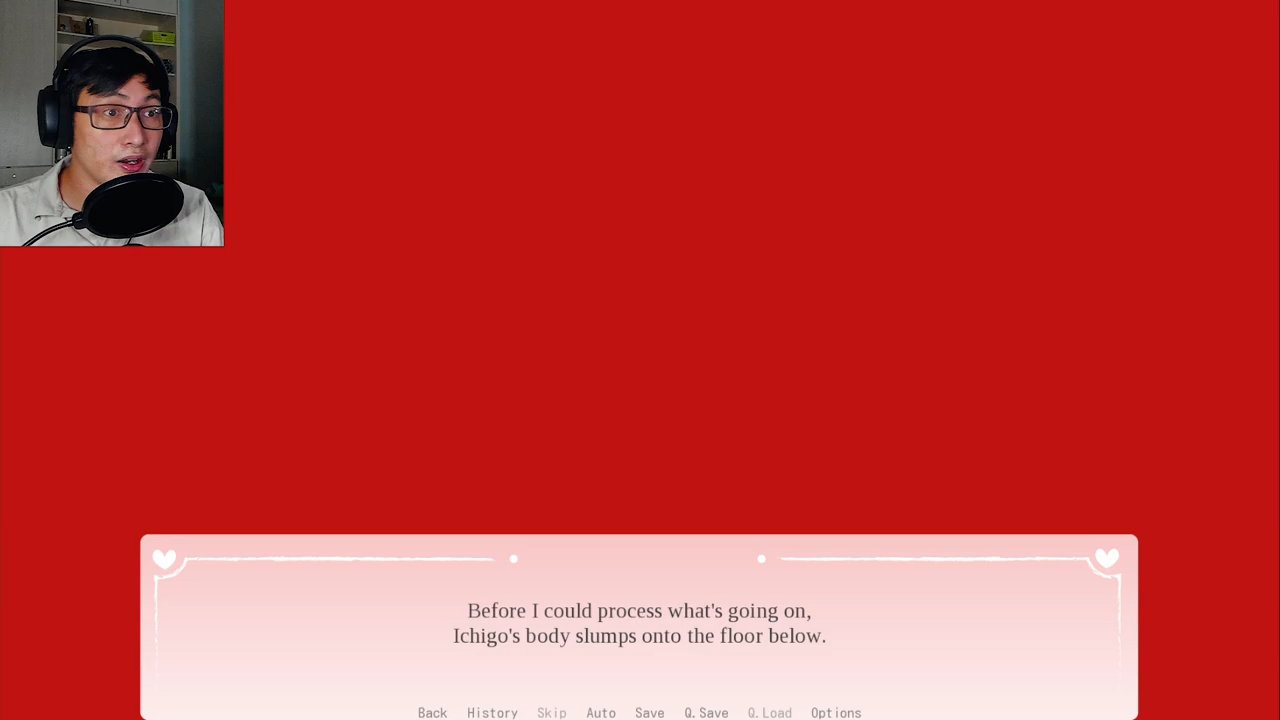 Before I could process what's going on,
Ichigo's body slumps onto the floor below.
Back History Skip Auto Save Q.Save Q.Load Options